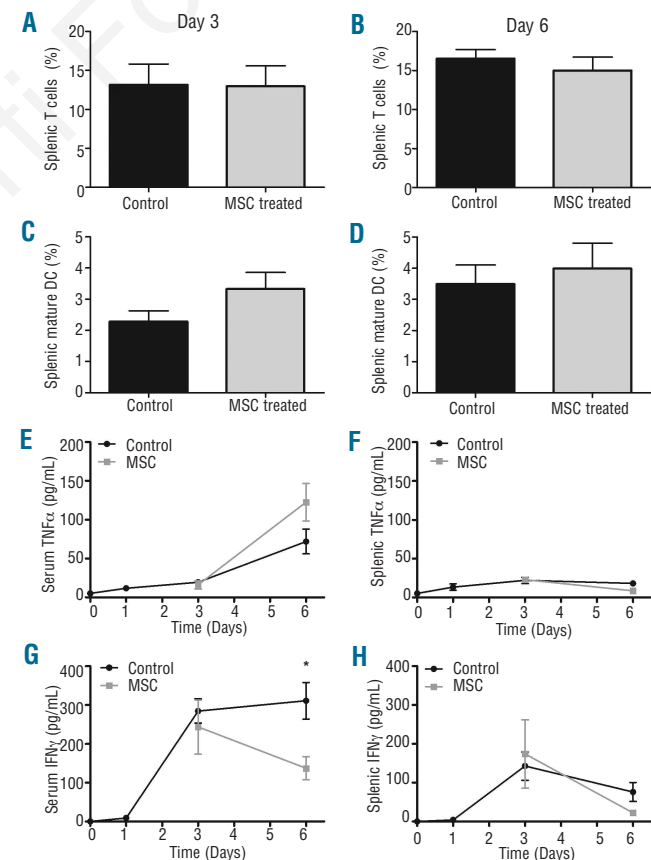 A
Day 3
Splenic T cells (%)
20
15
10
5
0
Control
MSC treated
B
Day 6
Splenic T cells (%)
20
15
10
5
0
Control
MSC treated
C
Splenic mature DC (%)
5
4
3
2
1
0
Control
MSC treated
D
Splenic mature DC (%)
5
4
3
2
1
0
Control
MSC treated
E
Serum TNFα (pg/mL)
200
150
100
50
0
Control
MSC
0 1 2 3 4 5 6
Time (Days)
F
Splenic TNFα (pg/mL)
200
150
100
50
0
Control
MSC
0 1 2 3 4 5 6
Time (Days)
G
Serum IFNγ (pg/mL)
400
300
200
100
0
Control
MSC
*
0 1 2 3 4 5 6
Time (Days)
H
Splenic IFNγ (pg/mL)
400
300
200
100
0
Control
MSC
0 1 2 3 4 5 6
Time (Days)